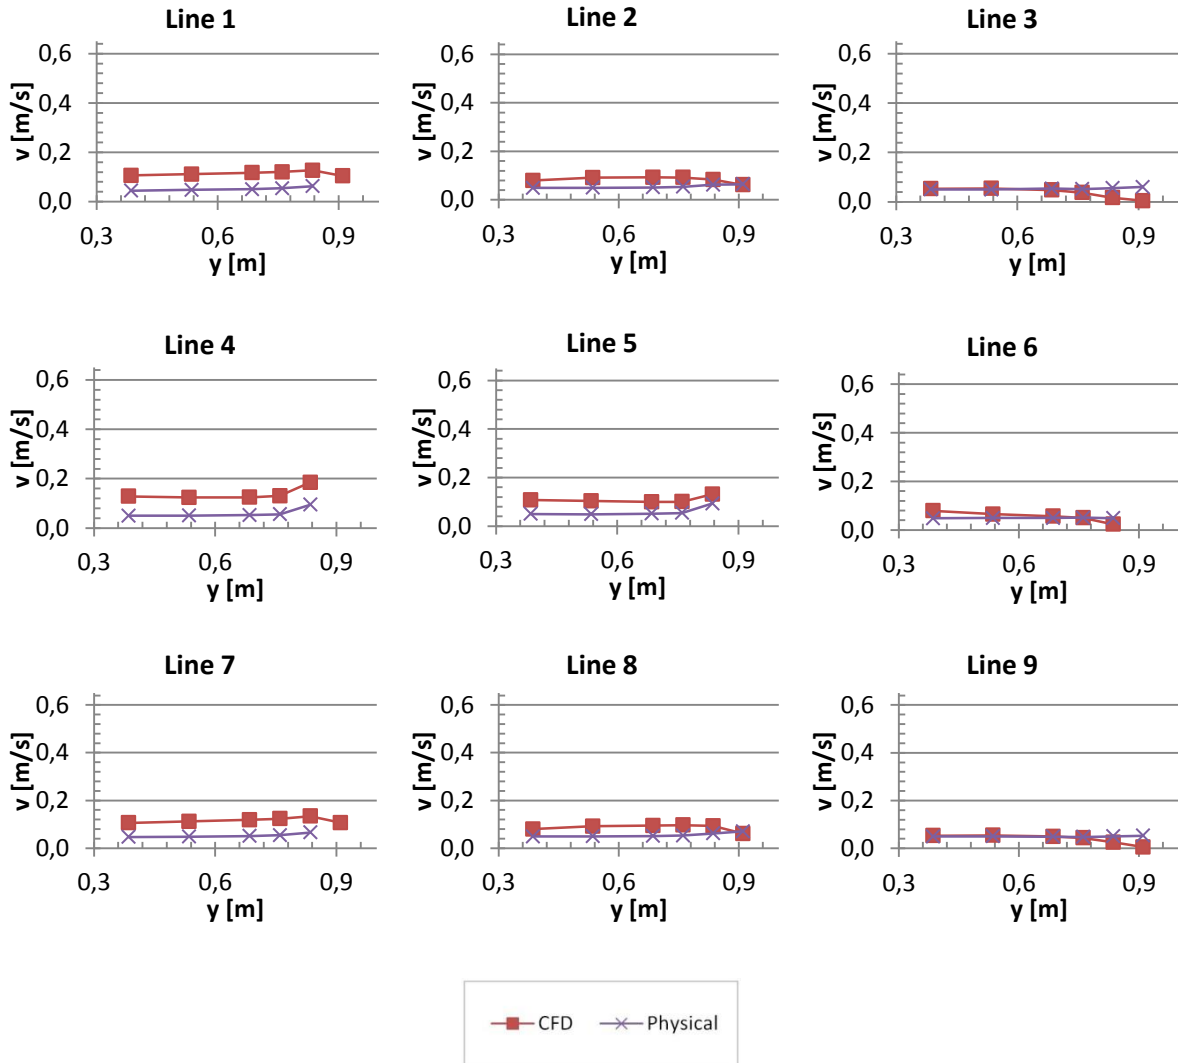 Line 1
0,6
0,4
0,2
0,0
v [m/s]
0,3 0,6 0,9
y [m]
Line 2
0,6
0,4
0,2
0,0
v [m/s]
0,3 0,6 0,9
y [m]
Line 3
0,6
0,4
0,2
0,0
v [m/s]
0,3 0,6 0,9
y [m]
Line 4
0,6
0,4
0,2
0,0
v [m/s]
0,3 0,6 0,9
y [m]
Line 5
0,6
0,4
0,2
0,0
v [m/s]
0,3 0,6 0,9
y [m]
Line 6
0,6
0,4
0,2
0,0
v [m/s]
0,3 0,6 0,9
y [m]
Line 7
0,6
0,4
0,2
0,0
v [m/s]
0,3 0,6 0,9
y [m]
Line 8
0,6
0,4
0,2
0,0
v [m/s]
0,3 0,6 0,9
y [m]
Line 9
0,6
0,4
0,2
0,0
v [m/s]
0,3 0,6 0,9
y [m]
CFD Physical